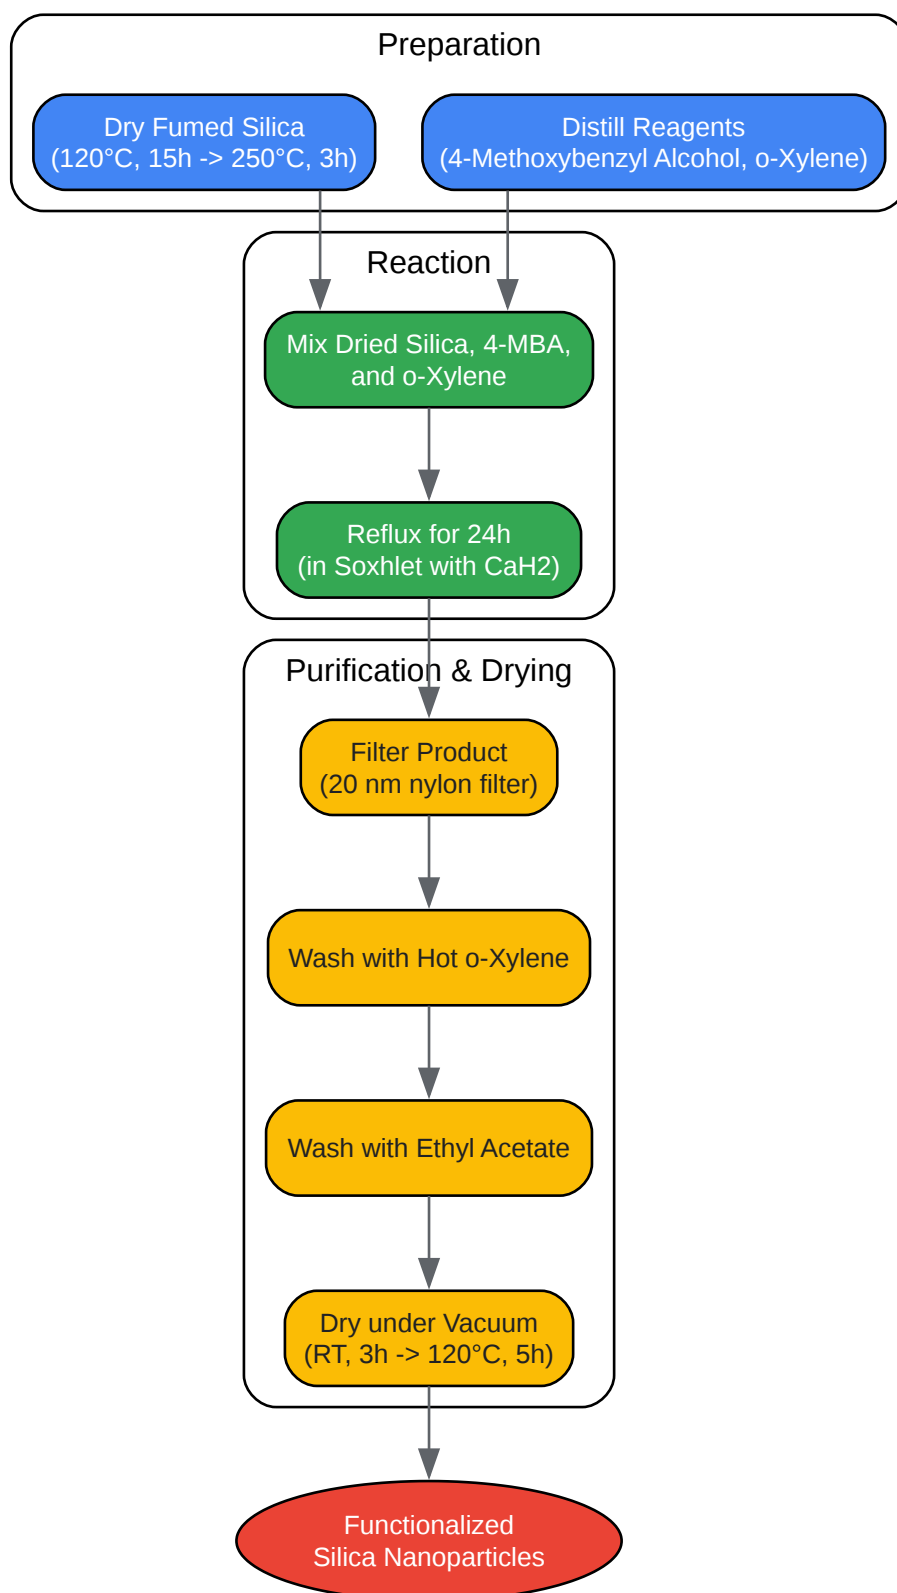 Preparation
Dry Fumed Silica
(120°C, 15h -> 250°C, 3h)
Distill Reagents
(4-Methoxybenzyl Alcohol, o-Xylene)
Reaction
Mix Dried Silica, 4-MBA,
and o-Xylene
Reflux for 24h
(in Soxhlet with CaH2)
Purification & Drying
Filter Product
(20 nm nylon filter)
Wash with Hot o-Xylene
Wash with Ethyl Acetate
Dry under Vacuum
(RT, 3h -> 120°C, 5h)
Functionalized
Silica Nanoparticles